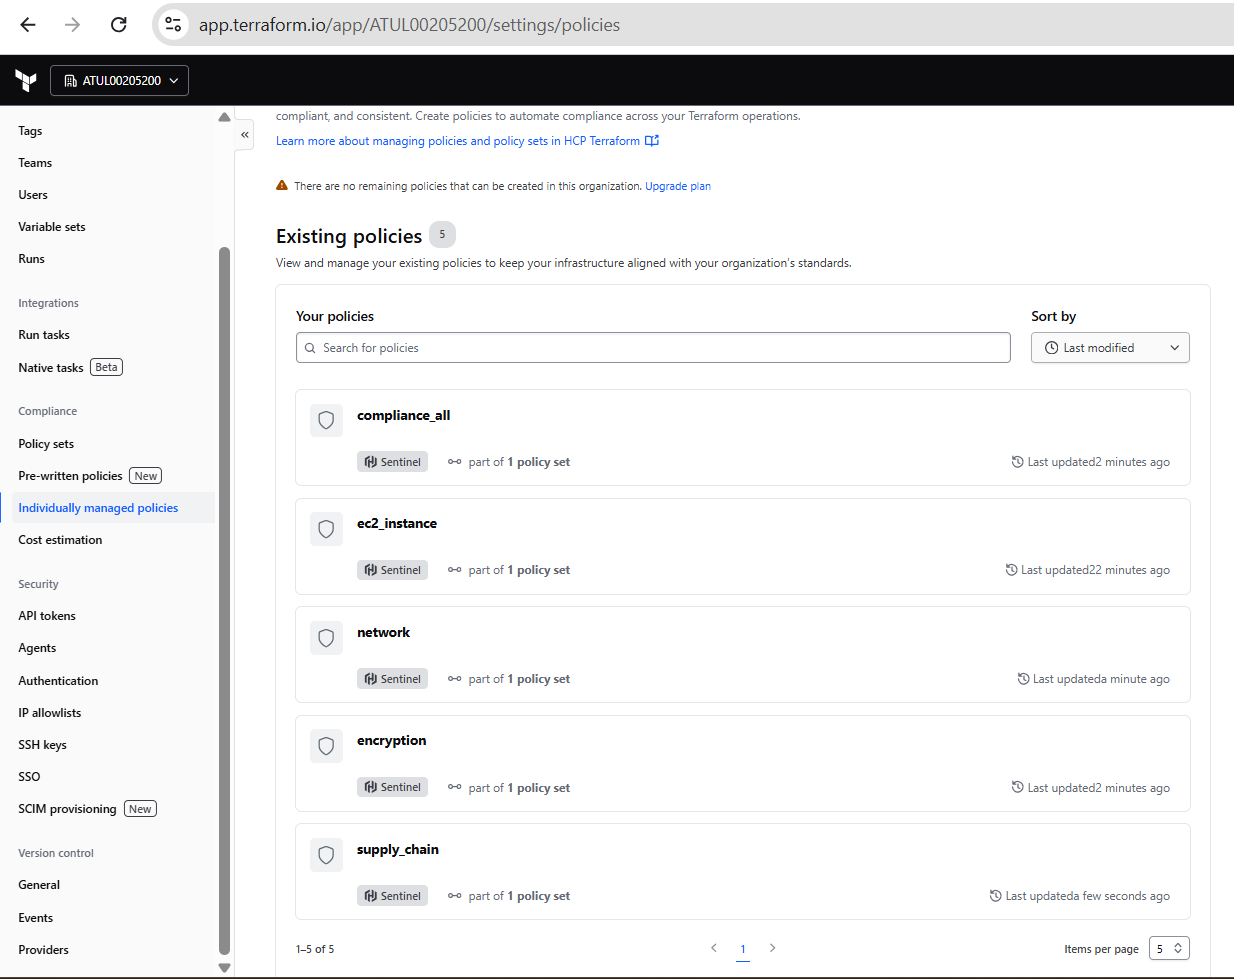 app.terraform.io/app/ATUL00205200/settings/policies
ATUL00205200
Tags
Teams
Users
Variable sets
Runs
Integrations
Run tasks
Native tasks Beta
Compliance
Policy sets
Pre-written policies New
Individually managed policies
Cost estimation
Security
API tokens
Agents
Authentication
IP allowlists
SSH keys
SSO
SCIM provisioning New
Version control
General
Events
Providers
«
compliant, and consistent. Create policies to automate compliance across your Terraform operations.
Learn more about managing policies and policy sets in HCP Terraform
There are no remaining policies that can be created in this organization. Upgrade plan
Existing policies 5
View and manage your existing policies to keep your infrastructure aligned with your organization's standards.
Your policies
Search for policies
Sort by
Last modified
compliance_all
Sentinel part of 1 policy set Last updated2 minutes ago
ec2_instance
Sentinel part of 1 policy set Last updated22 minutes ago
network
Sentinel part of 1 policy set Last updateda minute ago
encryption
Sentinel part of 1 policy set Last updated2 minutes ago
supply_chain
Sentinel part of 1 policy set Last updateda few seconds ago
1–5 of 5 1 Items per page 5